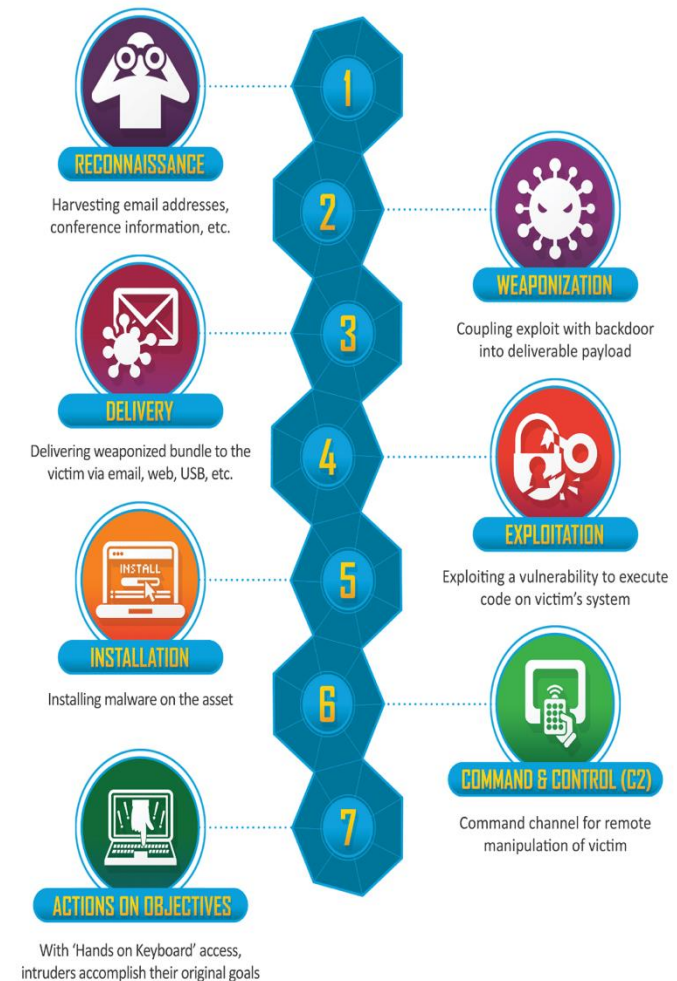 1
RECONNAISSANCE
Harvesting email addresses,
conference information, etc.
2
WEAPONIZATION
Coupling exploit with backdoor
into deliverable payload
3
DELIVERY
Delivering weaponized bundle to the
victim via email, web, USB, etc.
4
EXPLOITATION
Exploiting a vulnerability to execute
code on victim's system
5
INSTALL
INSTALLATION
Installing malware on the asset
6
COMMAND & CONTROL (C2)
Command channel for remote
manipulation of victim
7
ACTIONS ON OBJECTIVES
With ‘Hands on Keyboard’ access,
intruders accomplish their original goals